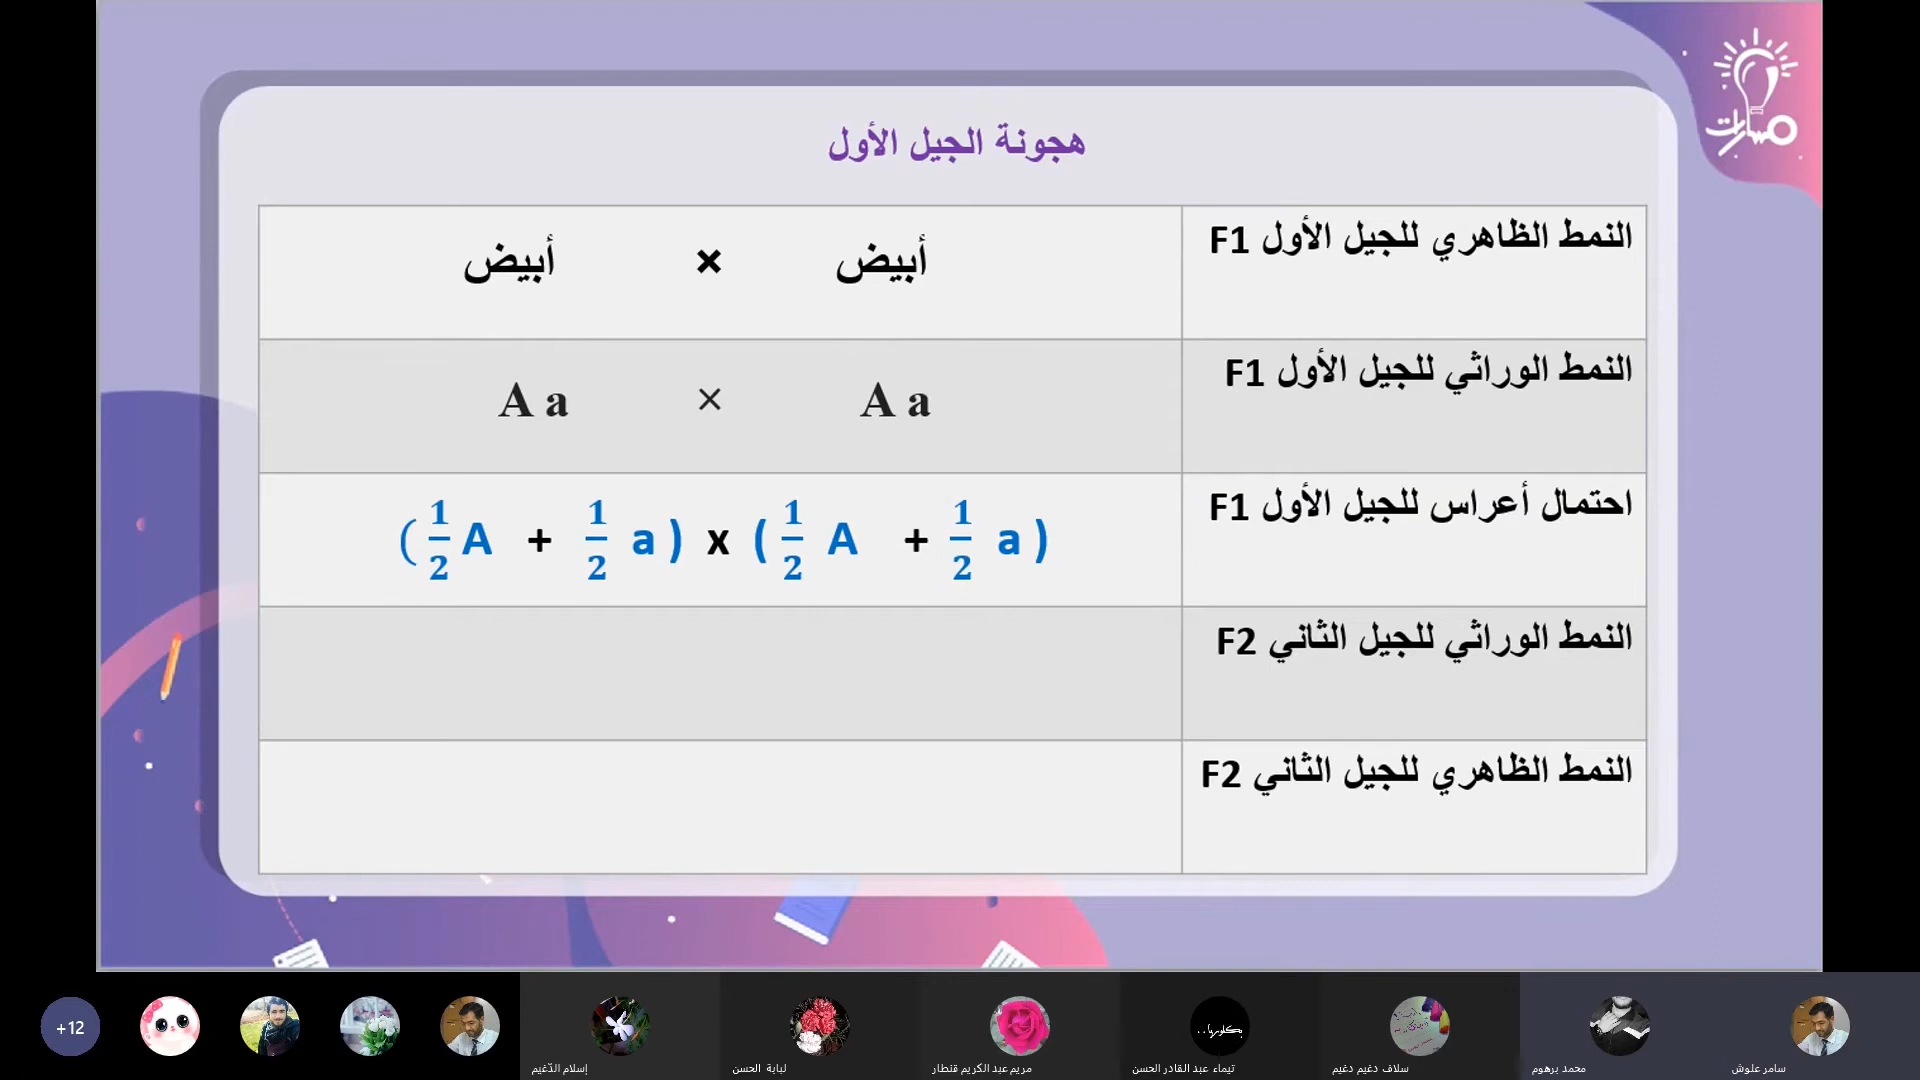 مسارات
هجونة الجيل الأول
النمط الظاهري للجيل الأول F1
أبيض × أبيض
النمط الوراثي للجيل الأول F1
A a × A a
احتمال أعراس للجيل الأول F1
(1/2 A + 1/2 a) x (1/2 A + 1/2 a)
النمط الوراثي للجيل الثاني F2
النمط الظاهري للجيل الثاني F2
+12
إسلام الدّغيم
لبابة الحسن
مريم عبد الكريم قنطار
بكلوريا..
تيماء عبد القادر الحسن
سلاف دغيم دغيم
محمد برهوم
سامر علوش